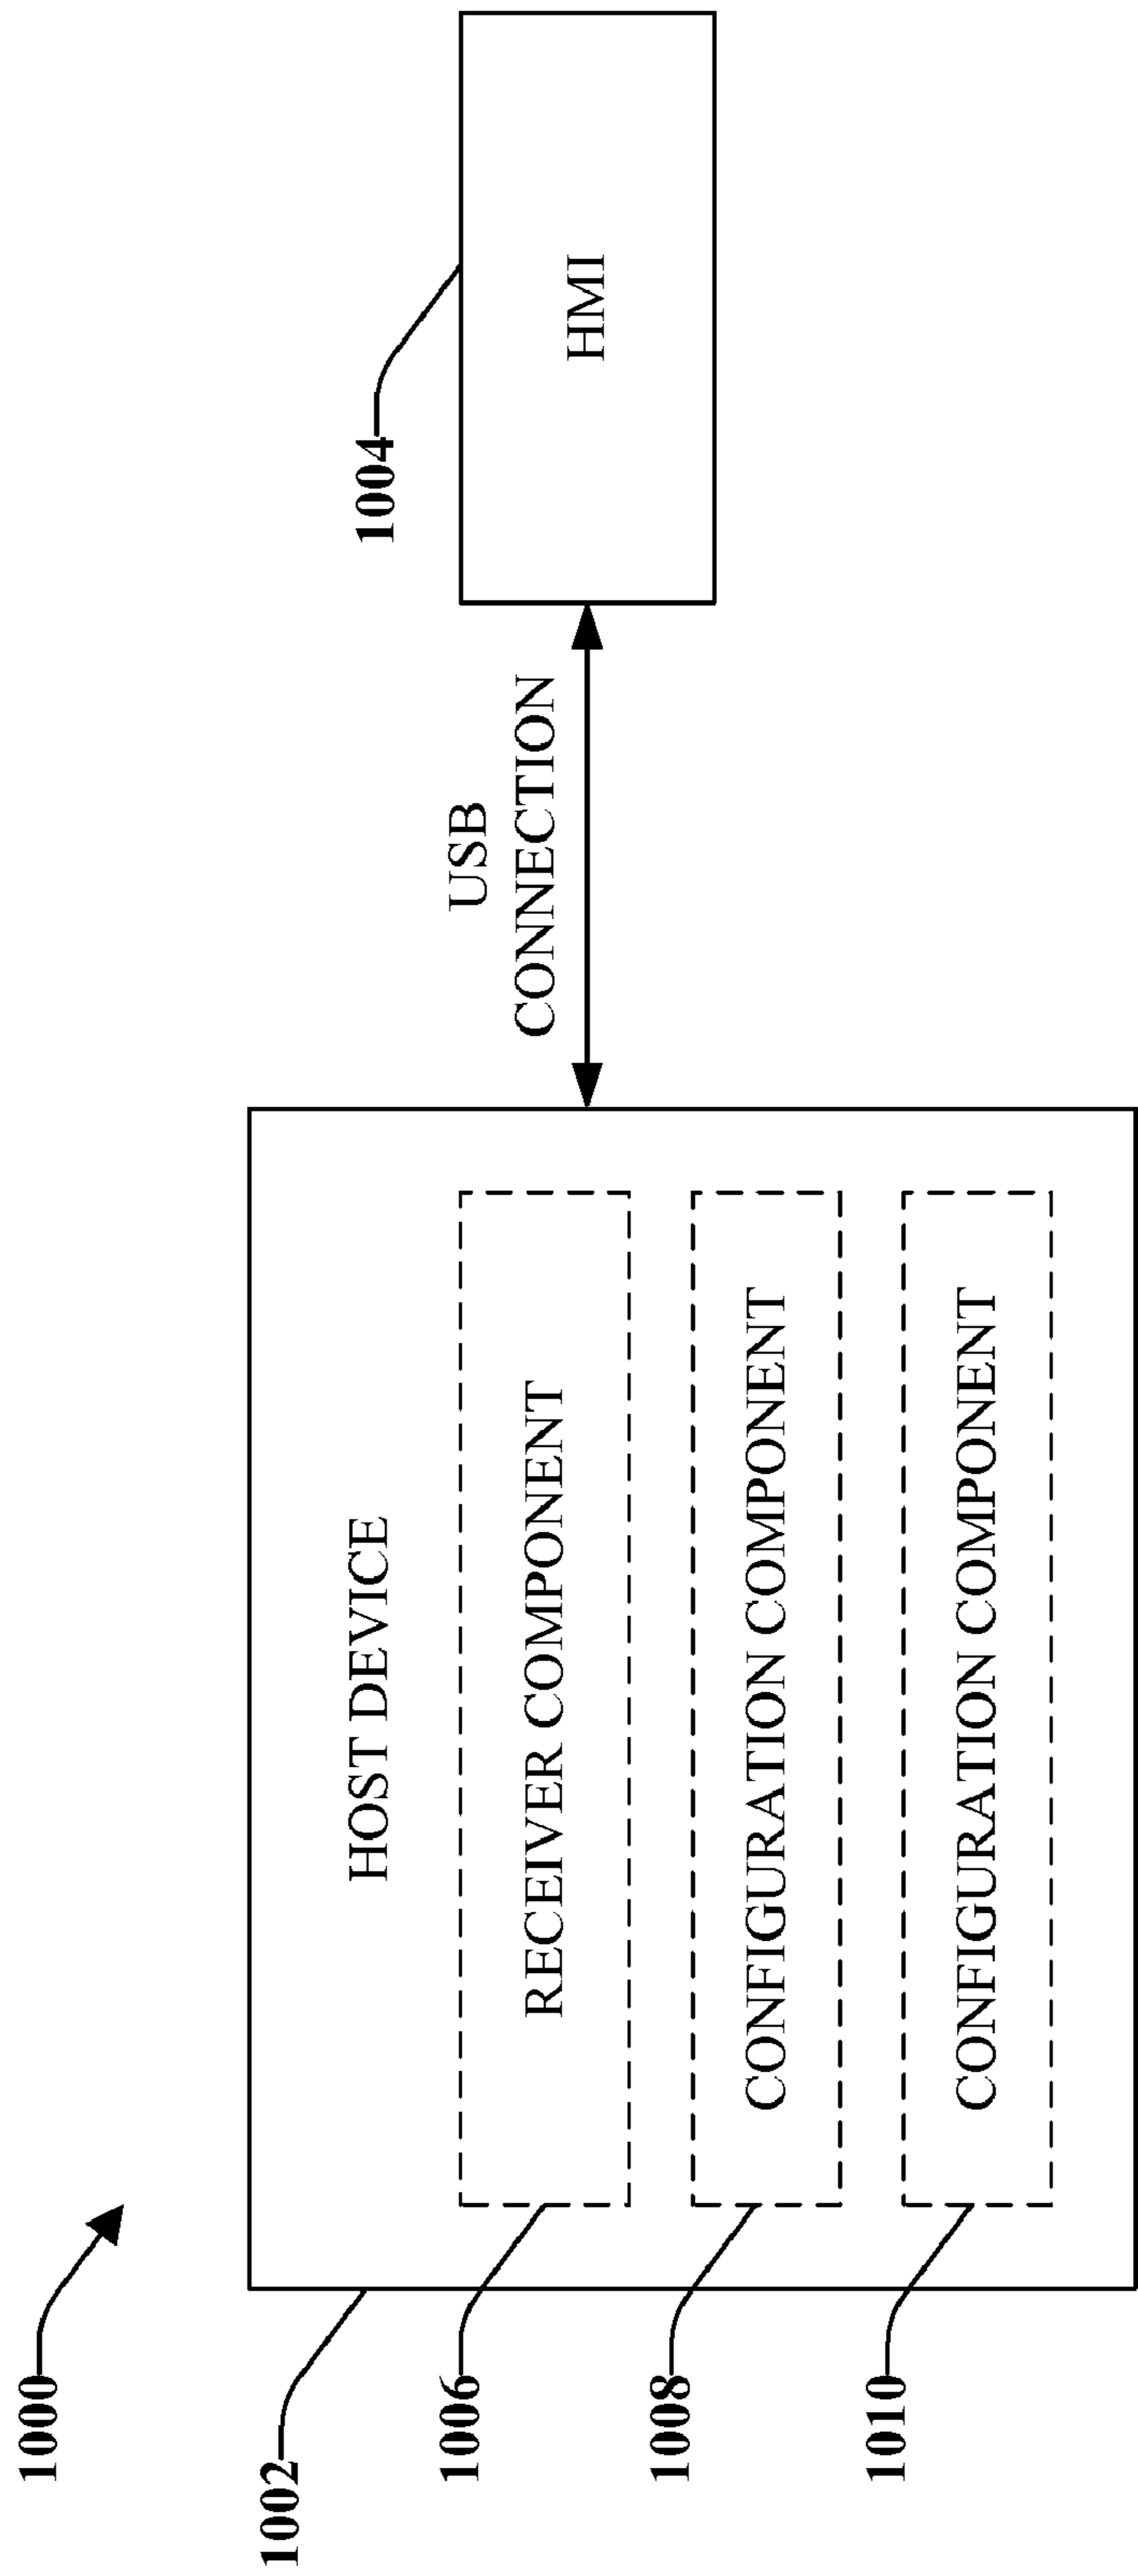 1000
1002
HOST DEVICE
1006
RECEIVER COMPONENT
1008
CONFIGURATION COMPONENT
1010
CONFIGURATION COMPONENT
USB
CONNECTION
1004
HMI